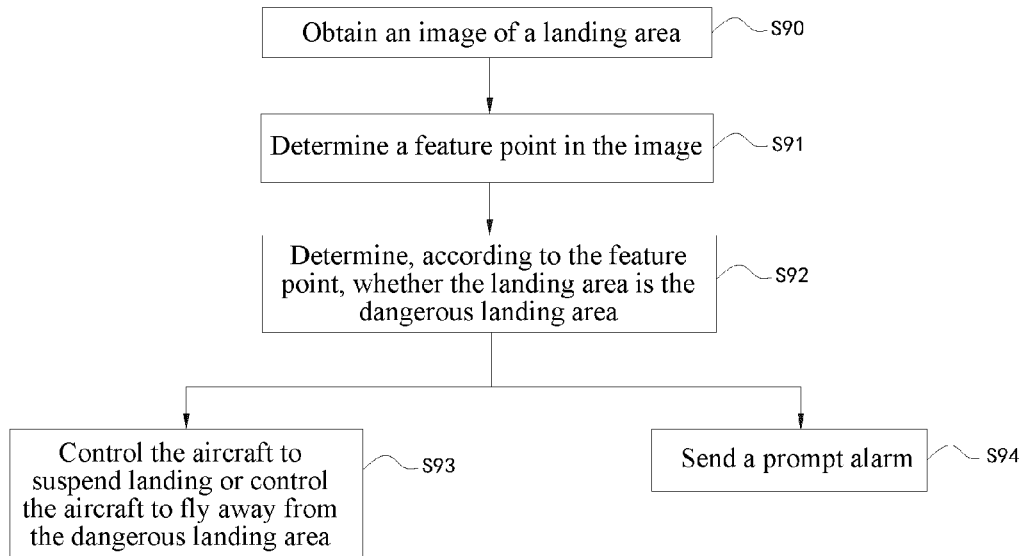 Obtain an image of a landing area
S90
Determine a feature point in the image
S91
Determine, according to the feature
point, whether the landing area is the
dangerous landing area
S92
Control the aircraft to
suspend landing or control
the aircraft to fly away from
the dangerous landing area
S93
Send a prompt alarm
S94